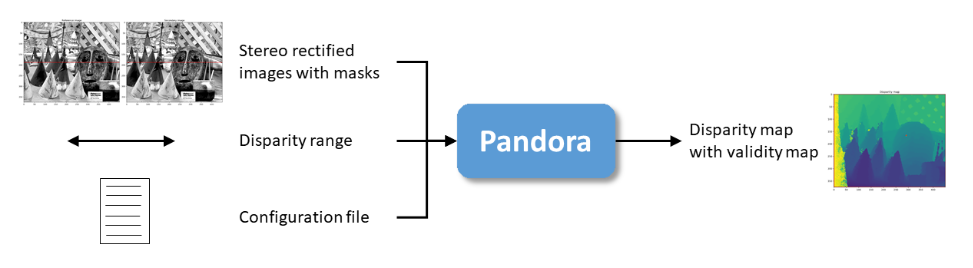 Stereo rectified
images with masks
Disparity range
Configuration file
Pandora
Disparity map
with validity map